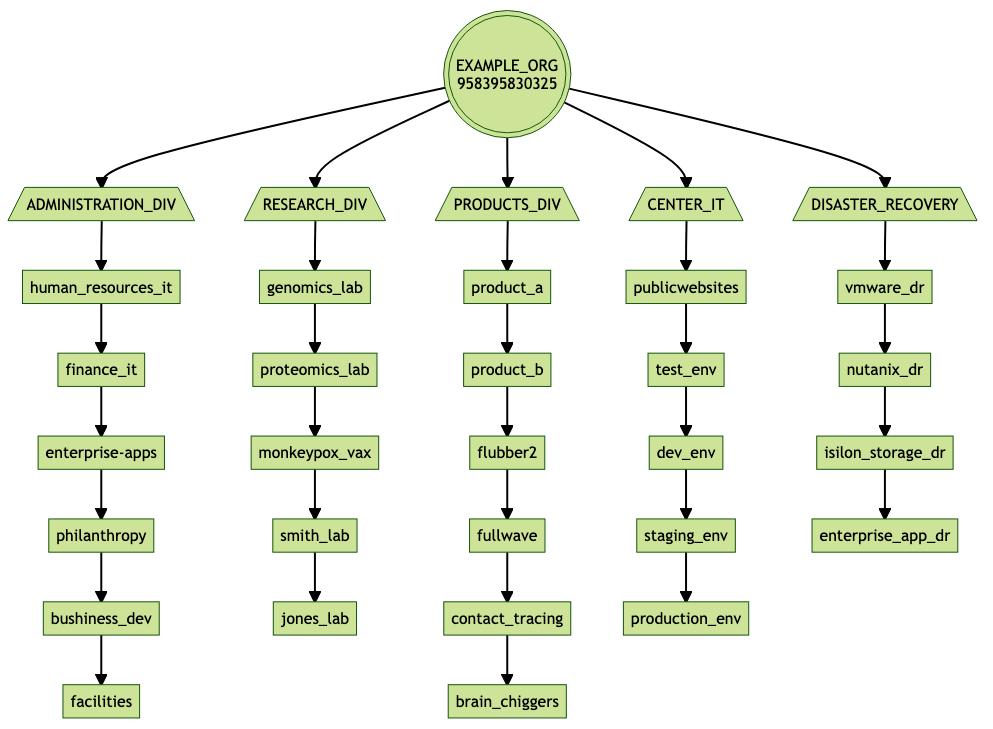 EXAMPLE_ORG
958395830325
ADMINISTRATION_DIV
RESEARCH_DIV
PRODUCTS_DIV
CENTER_IT
DISASTER_RECOVERY
human_resources_it
genomics_lab
product_a
publicwebsites
vmware_dr
finance_it
proteomics_lab
product_b
test_env
nutanix_dr
enterprise-apps
monkeypox_vax
flubber2
dev_env
isilon_storage_dr
philanthropy
smith_lab
fullwave
staging_env
enterprise_app_dr
bushiness_dev
jones_lab
contact_tracing
production_env
facilities
brain_chiggers